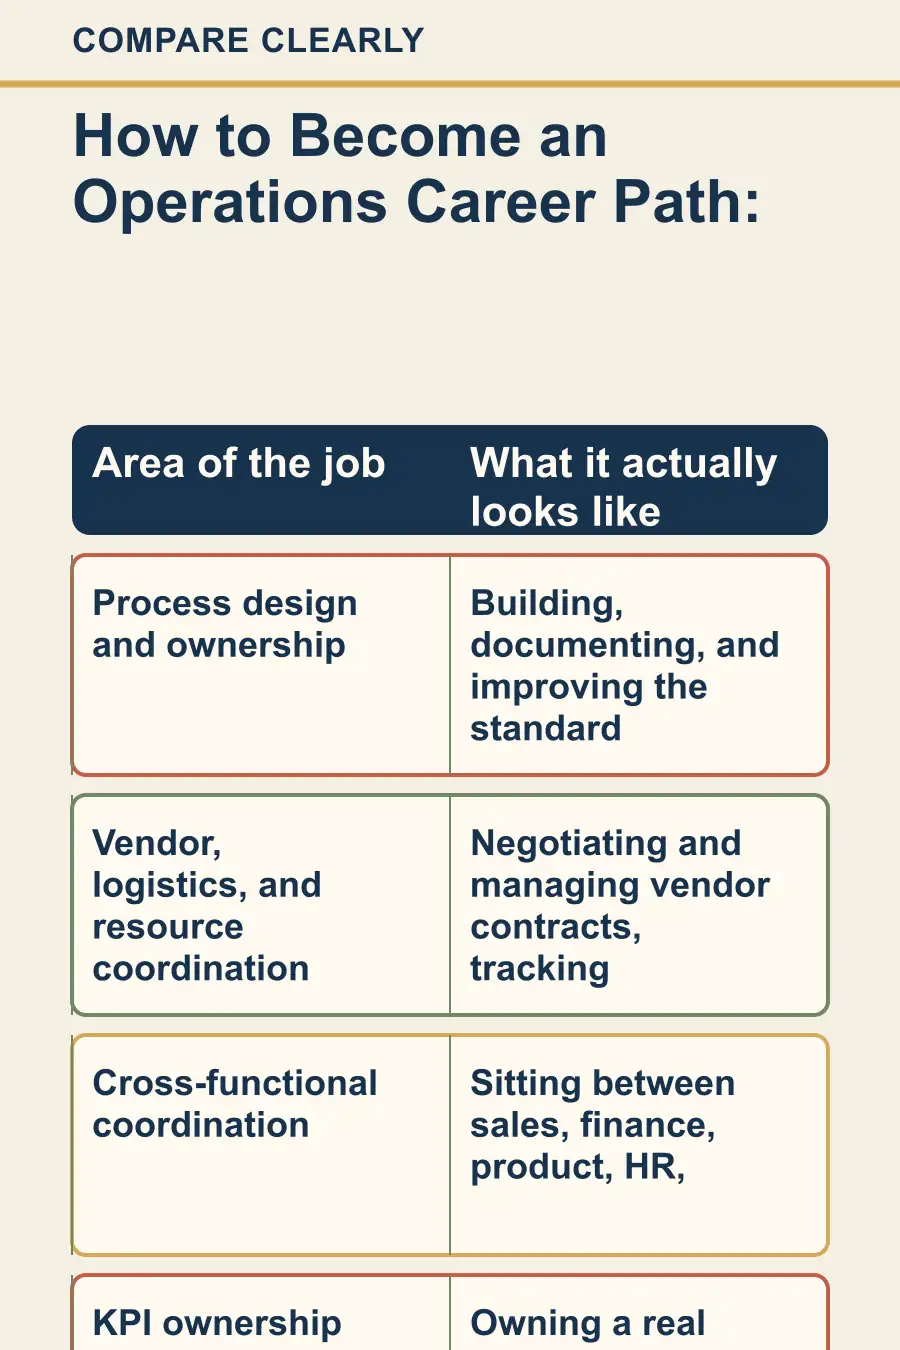 COMPARE CLEARLY
How to Become an
Operations Career Path:
Area of the job
What it actually
looks like
Process design
and ownership
Building,
documenting, and
improving the
standard
Vendor,
logistics, and
resource
coordination
Negotiating and
managing vendor
contracts,
tracking
Cross-functional
coordination
Sitting between
sales, finance,
product, HR,
KPI ownership
Owning a real